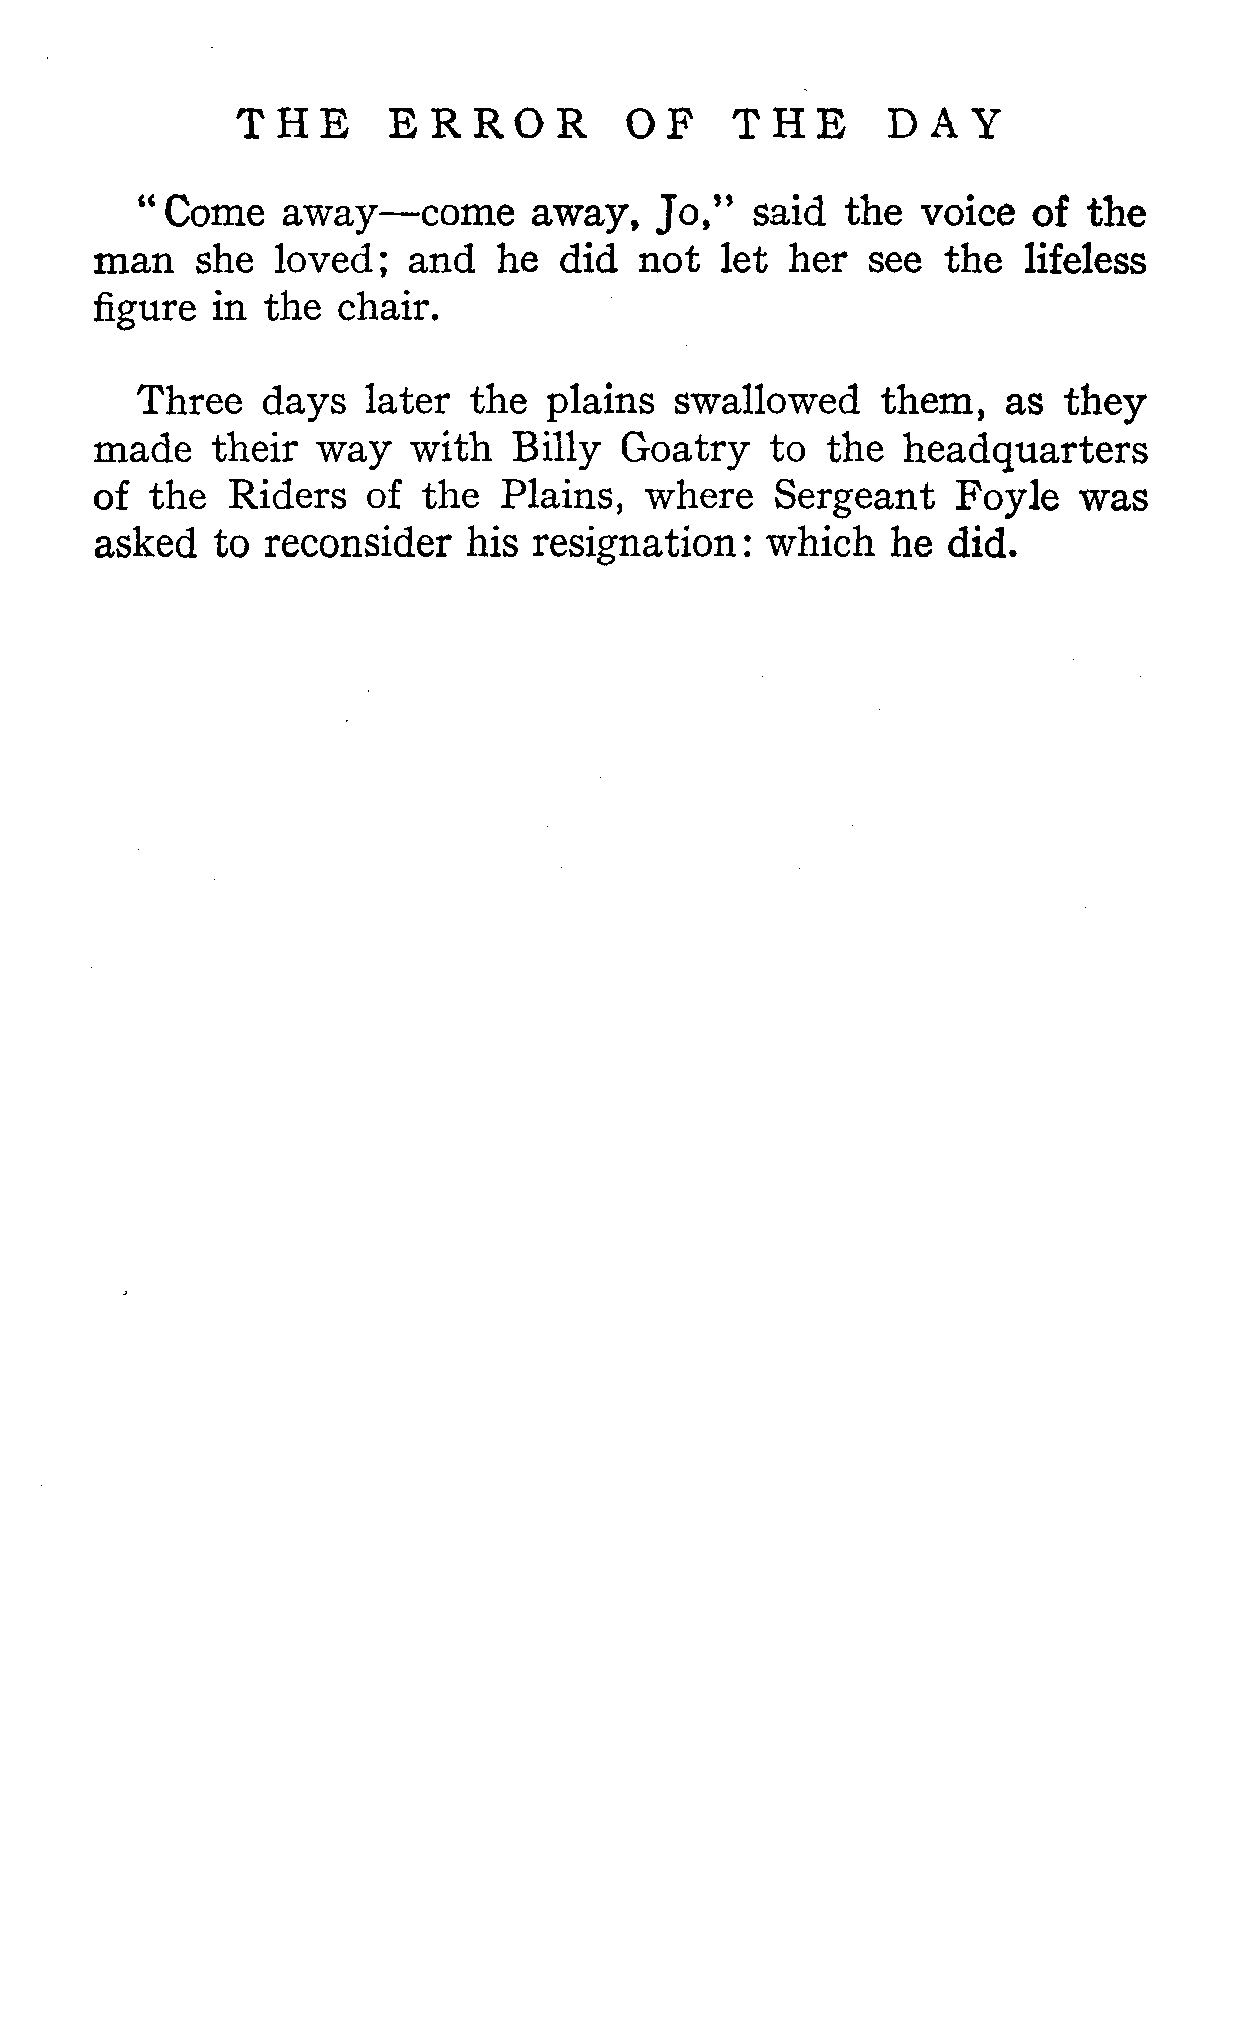 THE ERROR OF THE DAY
“Come away—come away, Jo,” said the voice of the
man she loved; and he did not let her see the lifeless
figure in the chair.
Three days later the plains swallowed them, as they
made their way with Billy Goatry to the headquarters
of the Riders of the Plains, where Sergeant Foyle was
asked to reconsider his resignation: which he did.